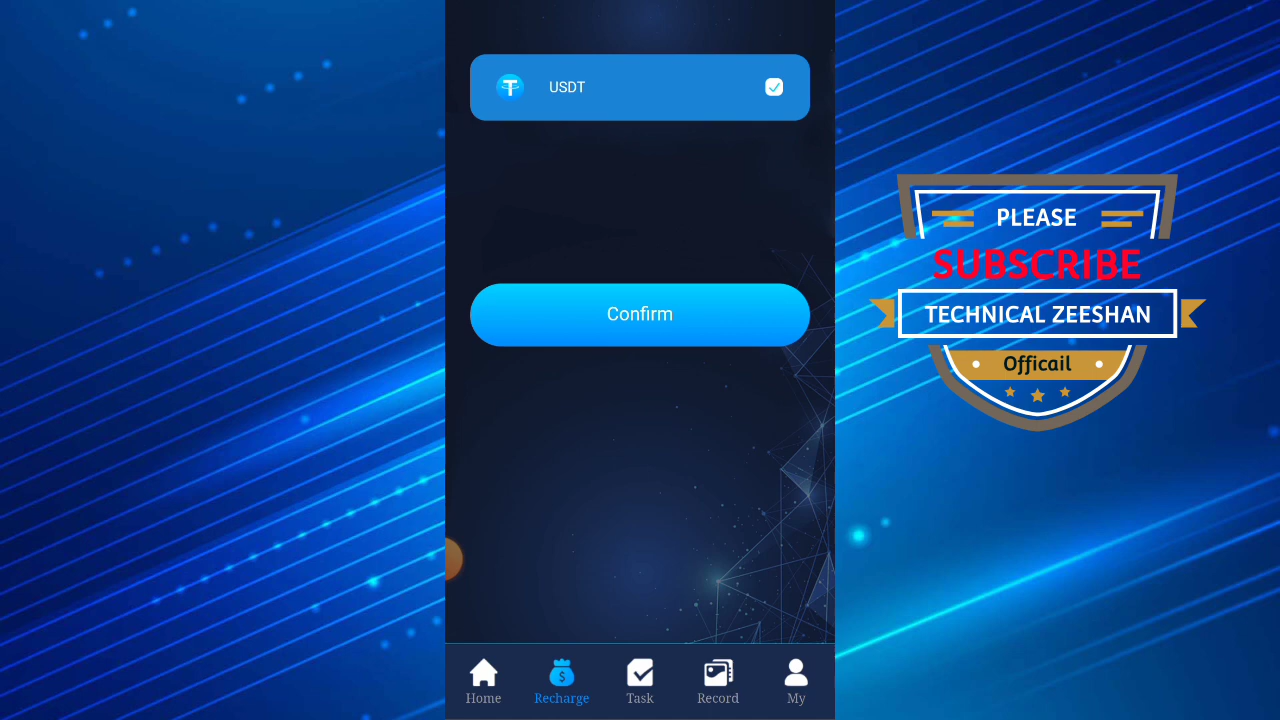 USDT
Confirm
Home
Recharge
Task
Record
My
PLEASE
SUBSCRIBE
TECHNICAL ZEESHAN
Officail